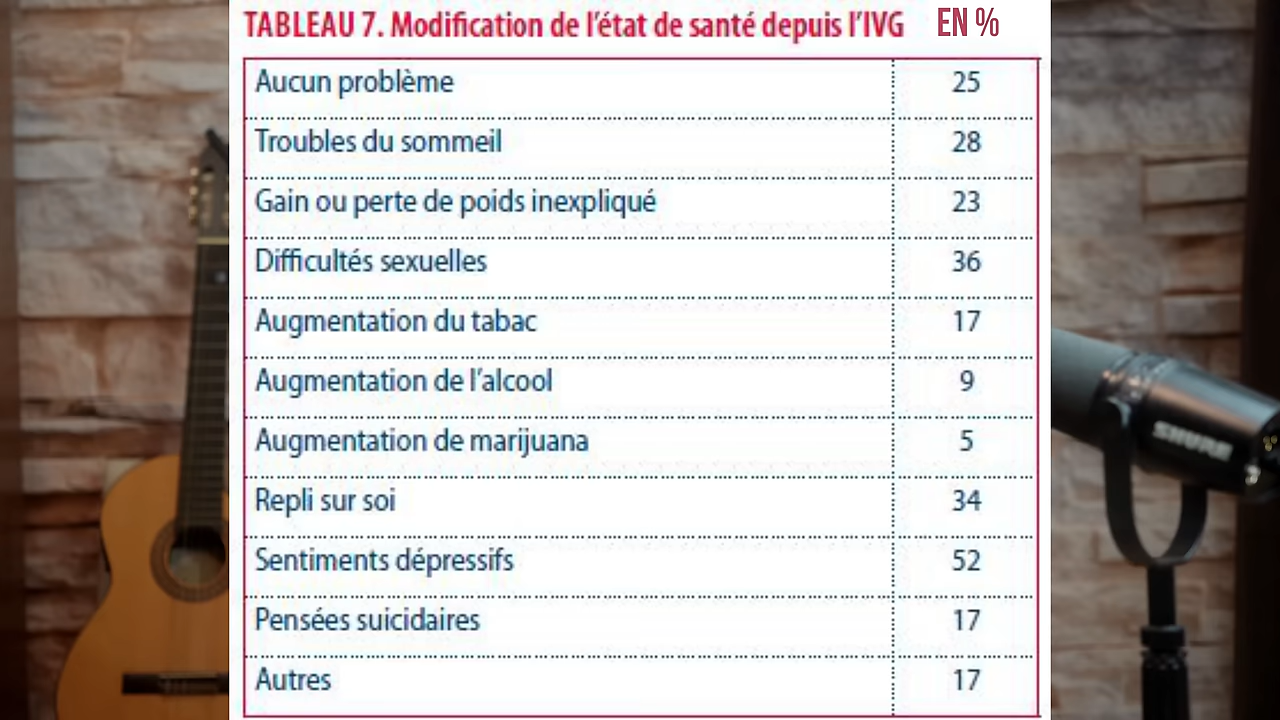 TABLEAU 7. Modification de l'état de santé depuis l'IVG EN %
Aucun problème 25
Troubles du sommeil 28
Gain ou perte de poids inexpliqué 23
Difficultés sexuelles 36
Augmentation du tabac 17
Augmentation de l'alcool 9
Augmentation de marijuana 5
Repli sur soi 34
Sentiments dépressifs 52
Pensées suicidaires 17
Autres 17
SHURE